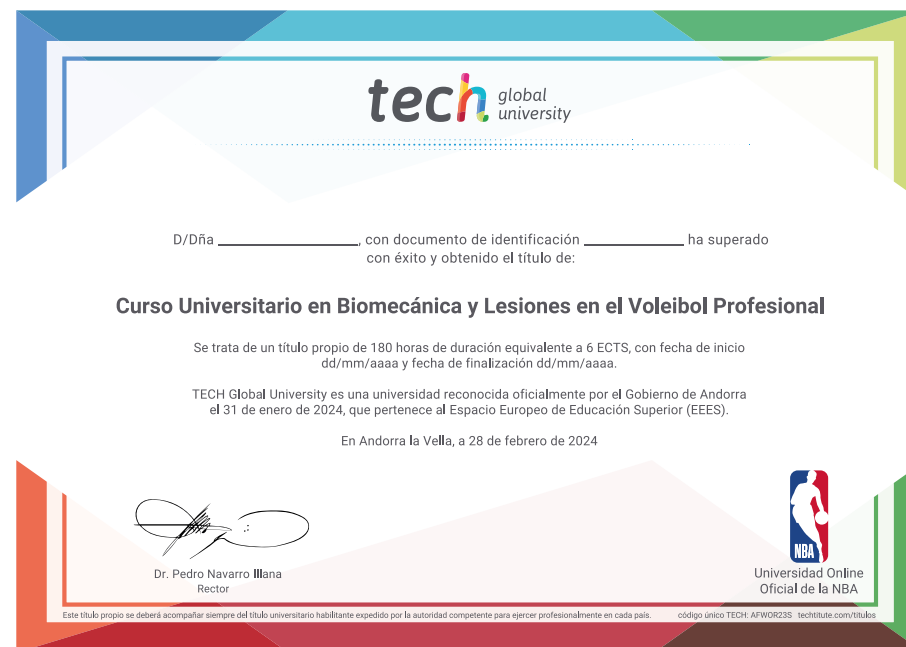 tech global university
D/Dña ____________________, con documento de identificación ______________ ha superado
con éxito y obtenido el título de:
Curso Universitario en Biomecánica y Lesiones en el Voleibol Profesional
Se trata de un título propio de 180 horas de duración equivalente a 6 ECTS, con fecha de inicio
dd/mm/aaaa y fecha de finalización dd/mm/aaaa.
TECH Global University es una universidad reconocida oficialmente por el Gobierno de Andorra
el 31 de enero de 2024, que pertenece al Espacio Europeo de Educación Superior (EEES).
En Andorra la Vella, a 28 de febrero de 2024
Dr. Pedro Navarro Illana
Rector
NBA
Universidad Online
Oficial de la NBA
Este título propio se deberá acompañar siempre del título universitario habilitante expedido por la autoridad competente para ejercer profesionalmente en cada país. código único TECH: AFWOR23S techtitute.com/titulos